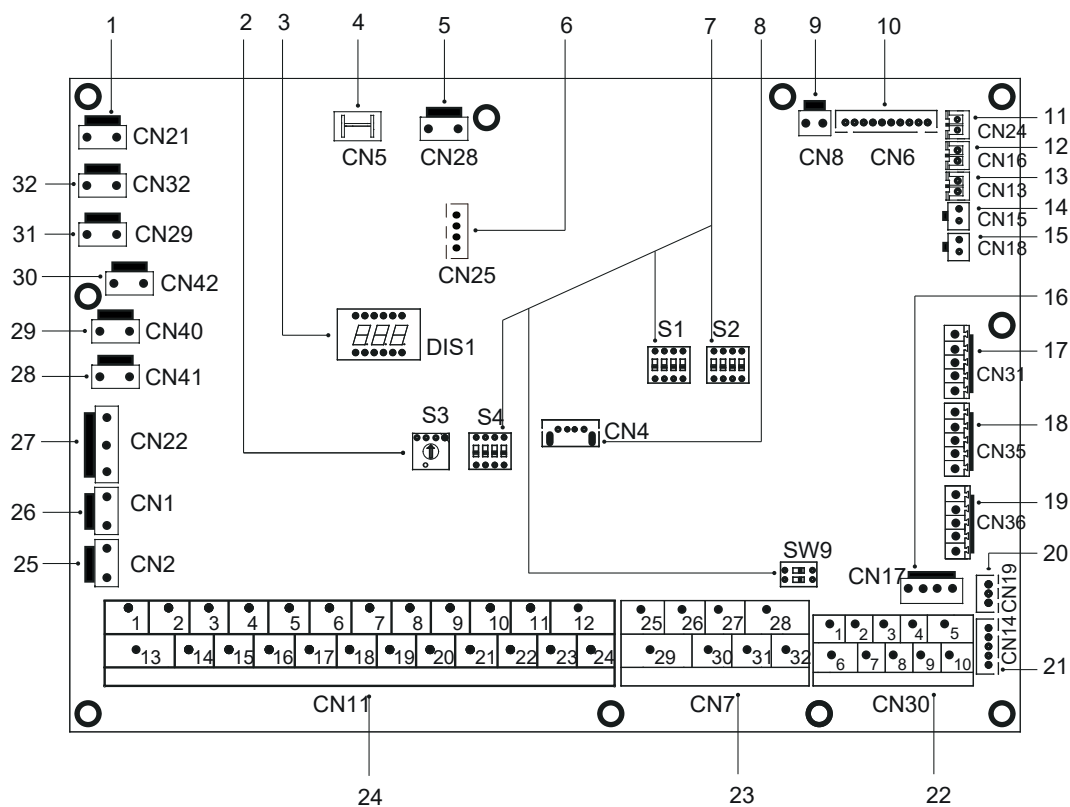 1 2 3 4 5 6 7 8 9 10
CN21
CN5
CN28
CN8
CN6
CN24 11
CN16 12
CN13 13
CN15 14
CN18 15
32 CN32
31 CN29
CN25
30 CN42
16
29 CN40
DIS1
S1 S2
28 CN41
CN31 17
S3 S4
CN4
27 CN22
CN35 18
2
26 CN1
CN36 19
25 CN2
SW9
CN17
CN19 20
1 2 3 4 5 6 7 8 9 10 11 12
13 14 15 16 17 18 19 20 21 22 23 24
CN11
25 26 27 28
29 30 31 32
CN7
1 2 3 4 5
6 7 8 9 10
CN30
CN14
21
24
23
22